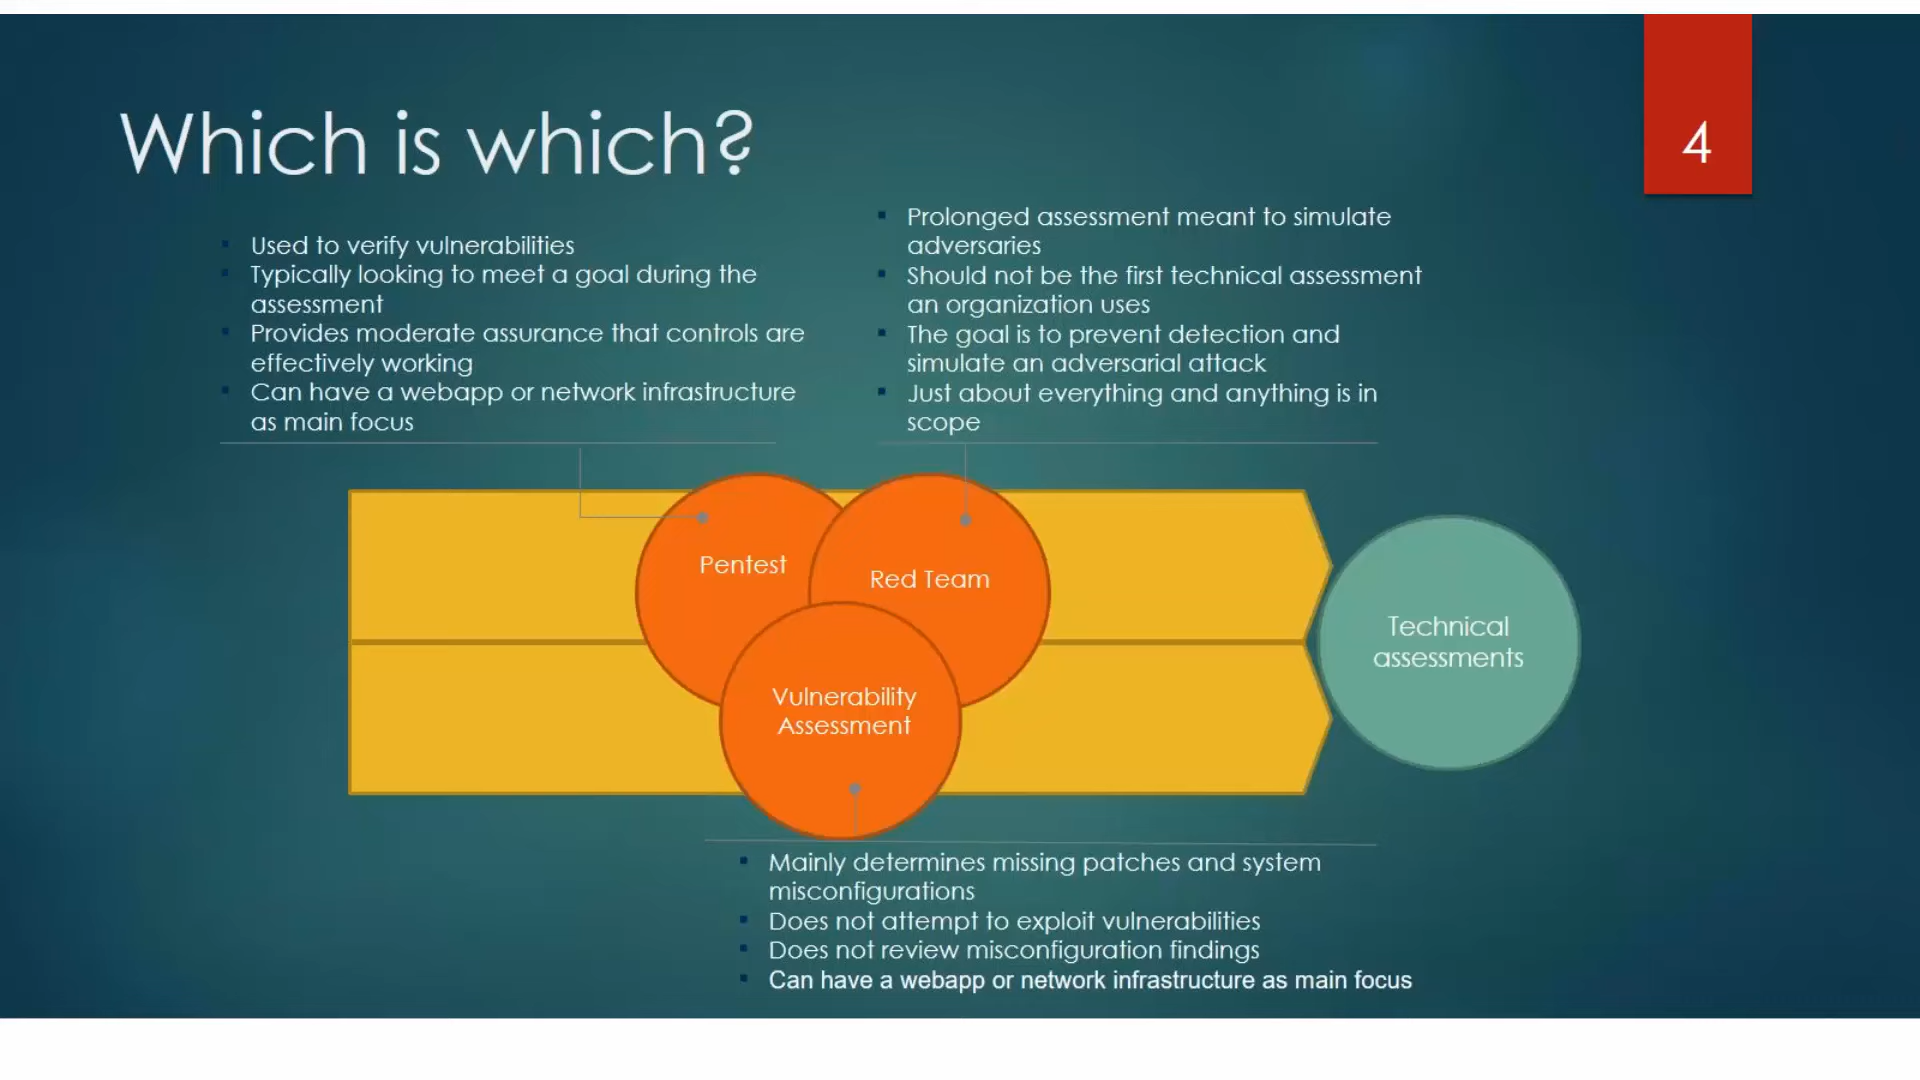 Which is which?
4
▪ Used to verify vulnerabilities
▪ Typically looking to meet a goal during the
assessment
▪ Provides moderate assurance that controls are
effectively working
▪ Can have a webapp or network infrastructure
as main focus
▪ Prolonged assessment meant to simulate
adversaries
▪ Should not be the first technical assessment
an organization uses
▪ The goal is to prevent detection and
simulate an adversarial attack
▪ Just about everything and anything is in
scope
Pentest
Red Team
Vulnerability
Assessment
Technical
assessments
▪ Mainly determines missing patches and system
misconfigurations
▪ Does not attempt to exploit vulnerabilities
▪ Does not review misconfiguration findings
▪ Can have a webapp or network infrastructure as main focus